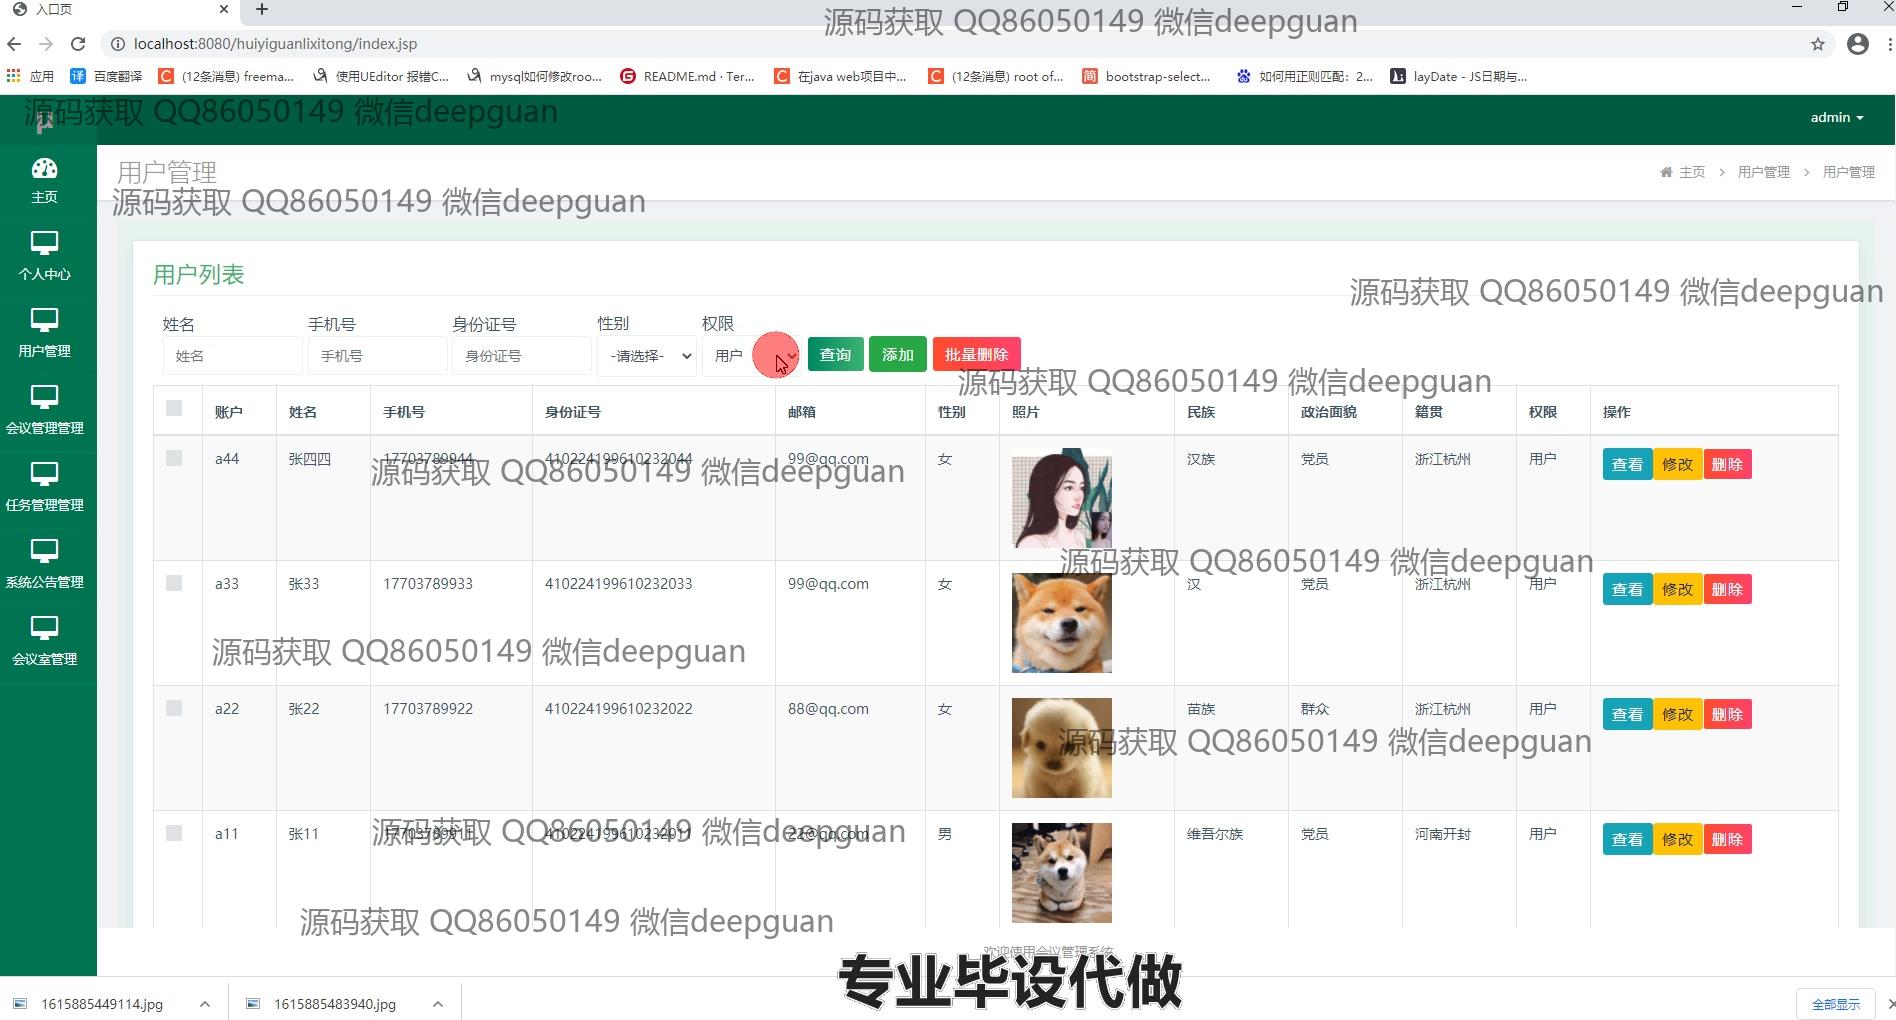 入口页
源码获取 QQ86050149 微信deepguan
localhost:8080/huiyiguanlixitong/index.jsp
应用 百度翻译 (12条消息) freema... 使用UEditor 报错C... mysql如何修改roo... README.md · Ter... 在java web项目中... (12条消息) root of... bootstrap-select... 如何用正则匹配：2... layDate - JS日期与...
源码获取 QQ86050149 微信deepguan
admin
主页
个人中心
用户管理
会议管理管理
任务管理管理
系统公告管理
会议室管理
用户管理
主页 > 用户管理 > 用户管理
源码获取 QQ86050149 微信deepguan
用户列表
源码获取 QQ86050149 微信deepguan
姓名 手机号 身份证号 性别 权限
姓名 手机号 身份证号 -请选择- 用户 查询 添加 批量删除
源码获取 QQ86050149 微信deepguan
账户 姓名 手机号 身份证号 邮箱 性别 照片 民族 政治面貌 籍贯 权限 操作
a44 张四四 17703789944 410224199610232044 99@qq.com 女 汉族 党员 浙江杭州 用户 查看 修改 删除
源码获取 QQ86050149 微信deepguan
源码获取 QQ86050149 微信deepguan
a33 张33 17703789933 410224199610232033 99@qq.com 女 汉 党员 浙江杭州 用户 查看 修改 删除
源码获取 QQ86050149 微信deepguan
a22 张22 17703789922 410224199610232022 88@qq.com 女 苗族 群众 浙江杭州 用户 查看 修改 删除
源码获取 QQ86050149 微信deepguan
a11 张11 17703789911 410224199610232011 22@qq.com 男 维吾尔族 党员 河南开封 用户 查看 修改 删除
源码获取 QQ86050149 微信deepguan
源码获取 QQ86050149 微信deepguan
欢迎使用会议管理系统
专业毕设代做
1615885449114.jpg 1615885483940.jpg 全部显示